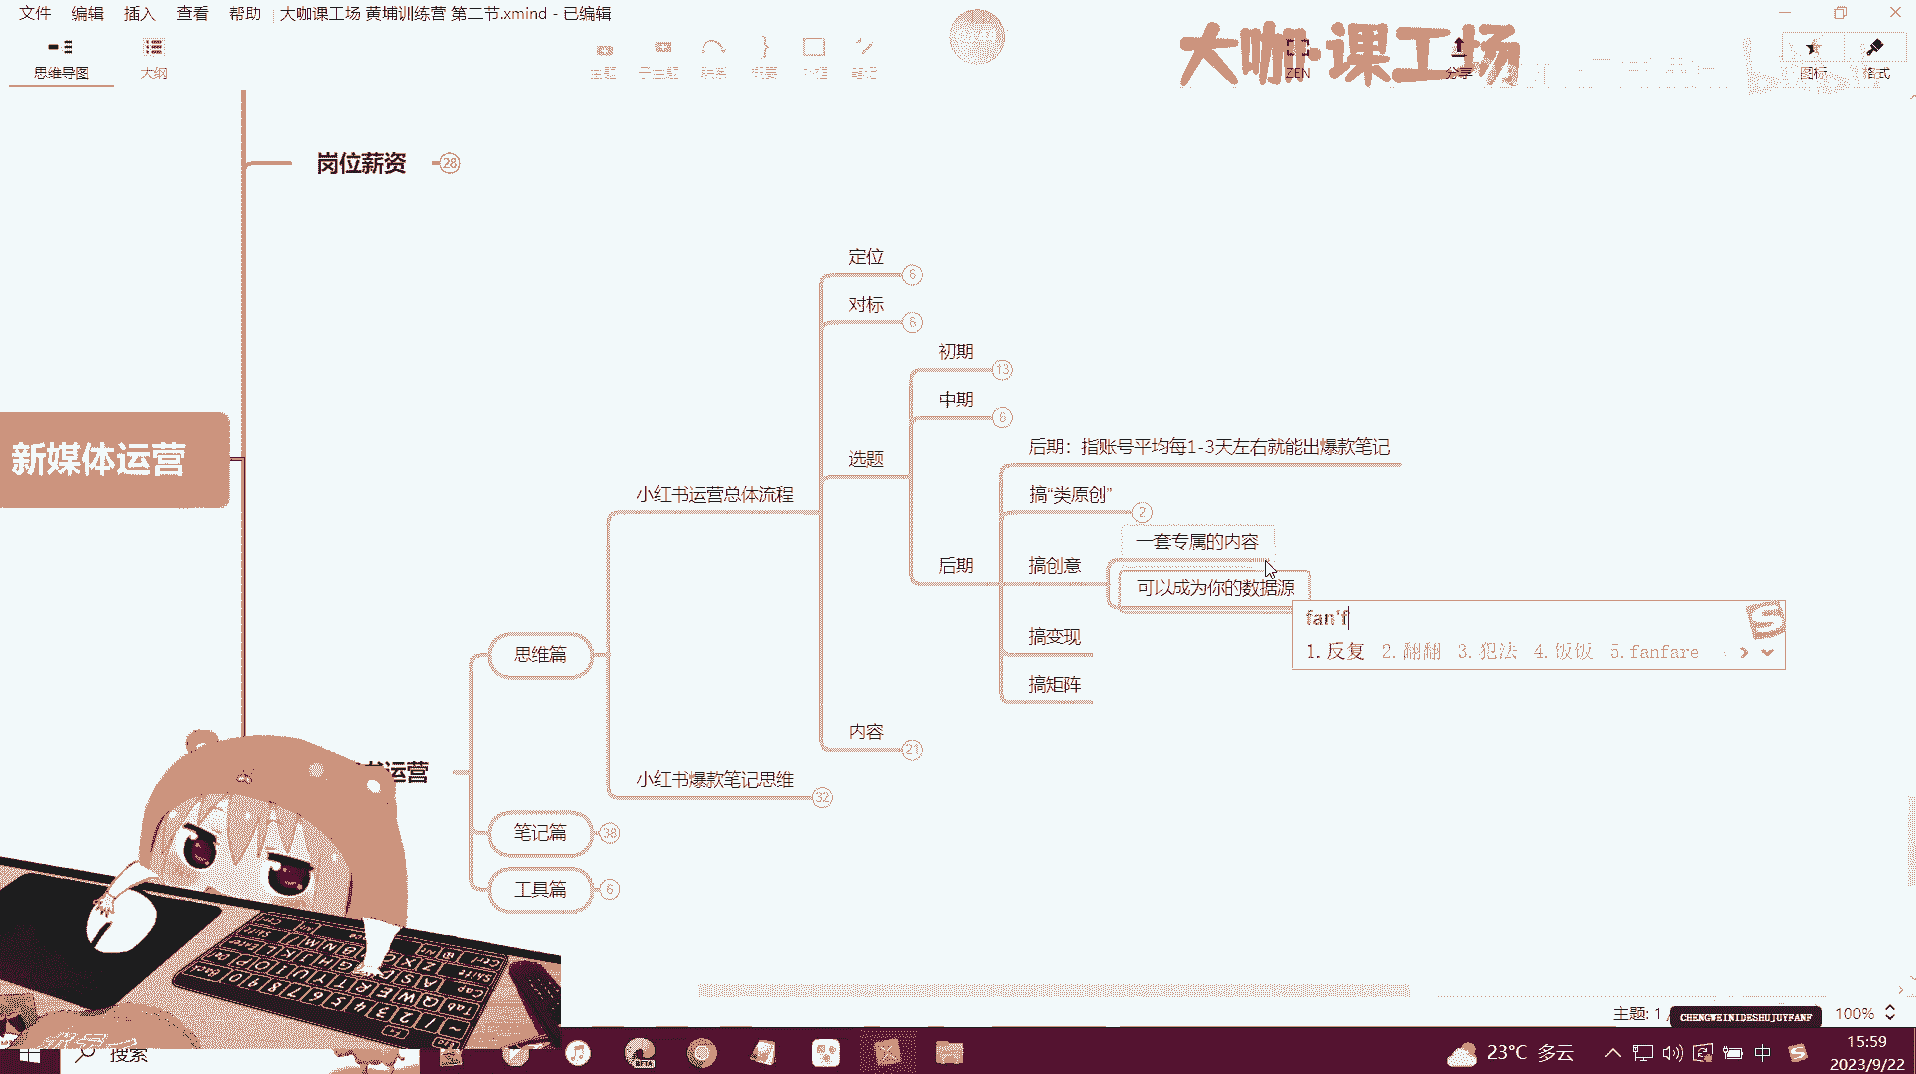 文件 编辑 插入 查看 帮助 大咖课工场 黄埔训练营 第二节.xmind - 已编辑
思维导图 大纲 主题 子主题 联系 概要 外框 笔记 ZEN 分享 图标 格式
大咖·课工场
岗位薪资 28
定位 6
对标 6
初期 13
中期 6
后期：指账号平均每1-3天左右就能出爆款笔记
新媒体运营
选题
小红书运营总体流程
搞“类原创” 2
一套专属的内容
后期
搞创意
可以成为你的数据源
fan'f
搞变现
1.反复 2.翻翻 3.犯法 4.饭饭 5.fanfare
思维篇
搞矩阵
内容 21
运营
小红书爆款笔记思维 32
笔记篇 38
工具篇 6
主题: 1 /
CHENGWEINIDESHUJUYFANF
100%
搜索
BETA
23°C 多云
中
15:59
2023/9/22